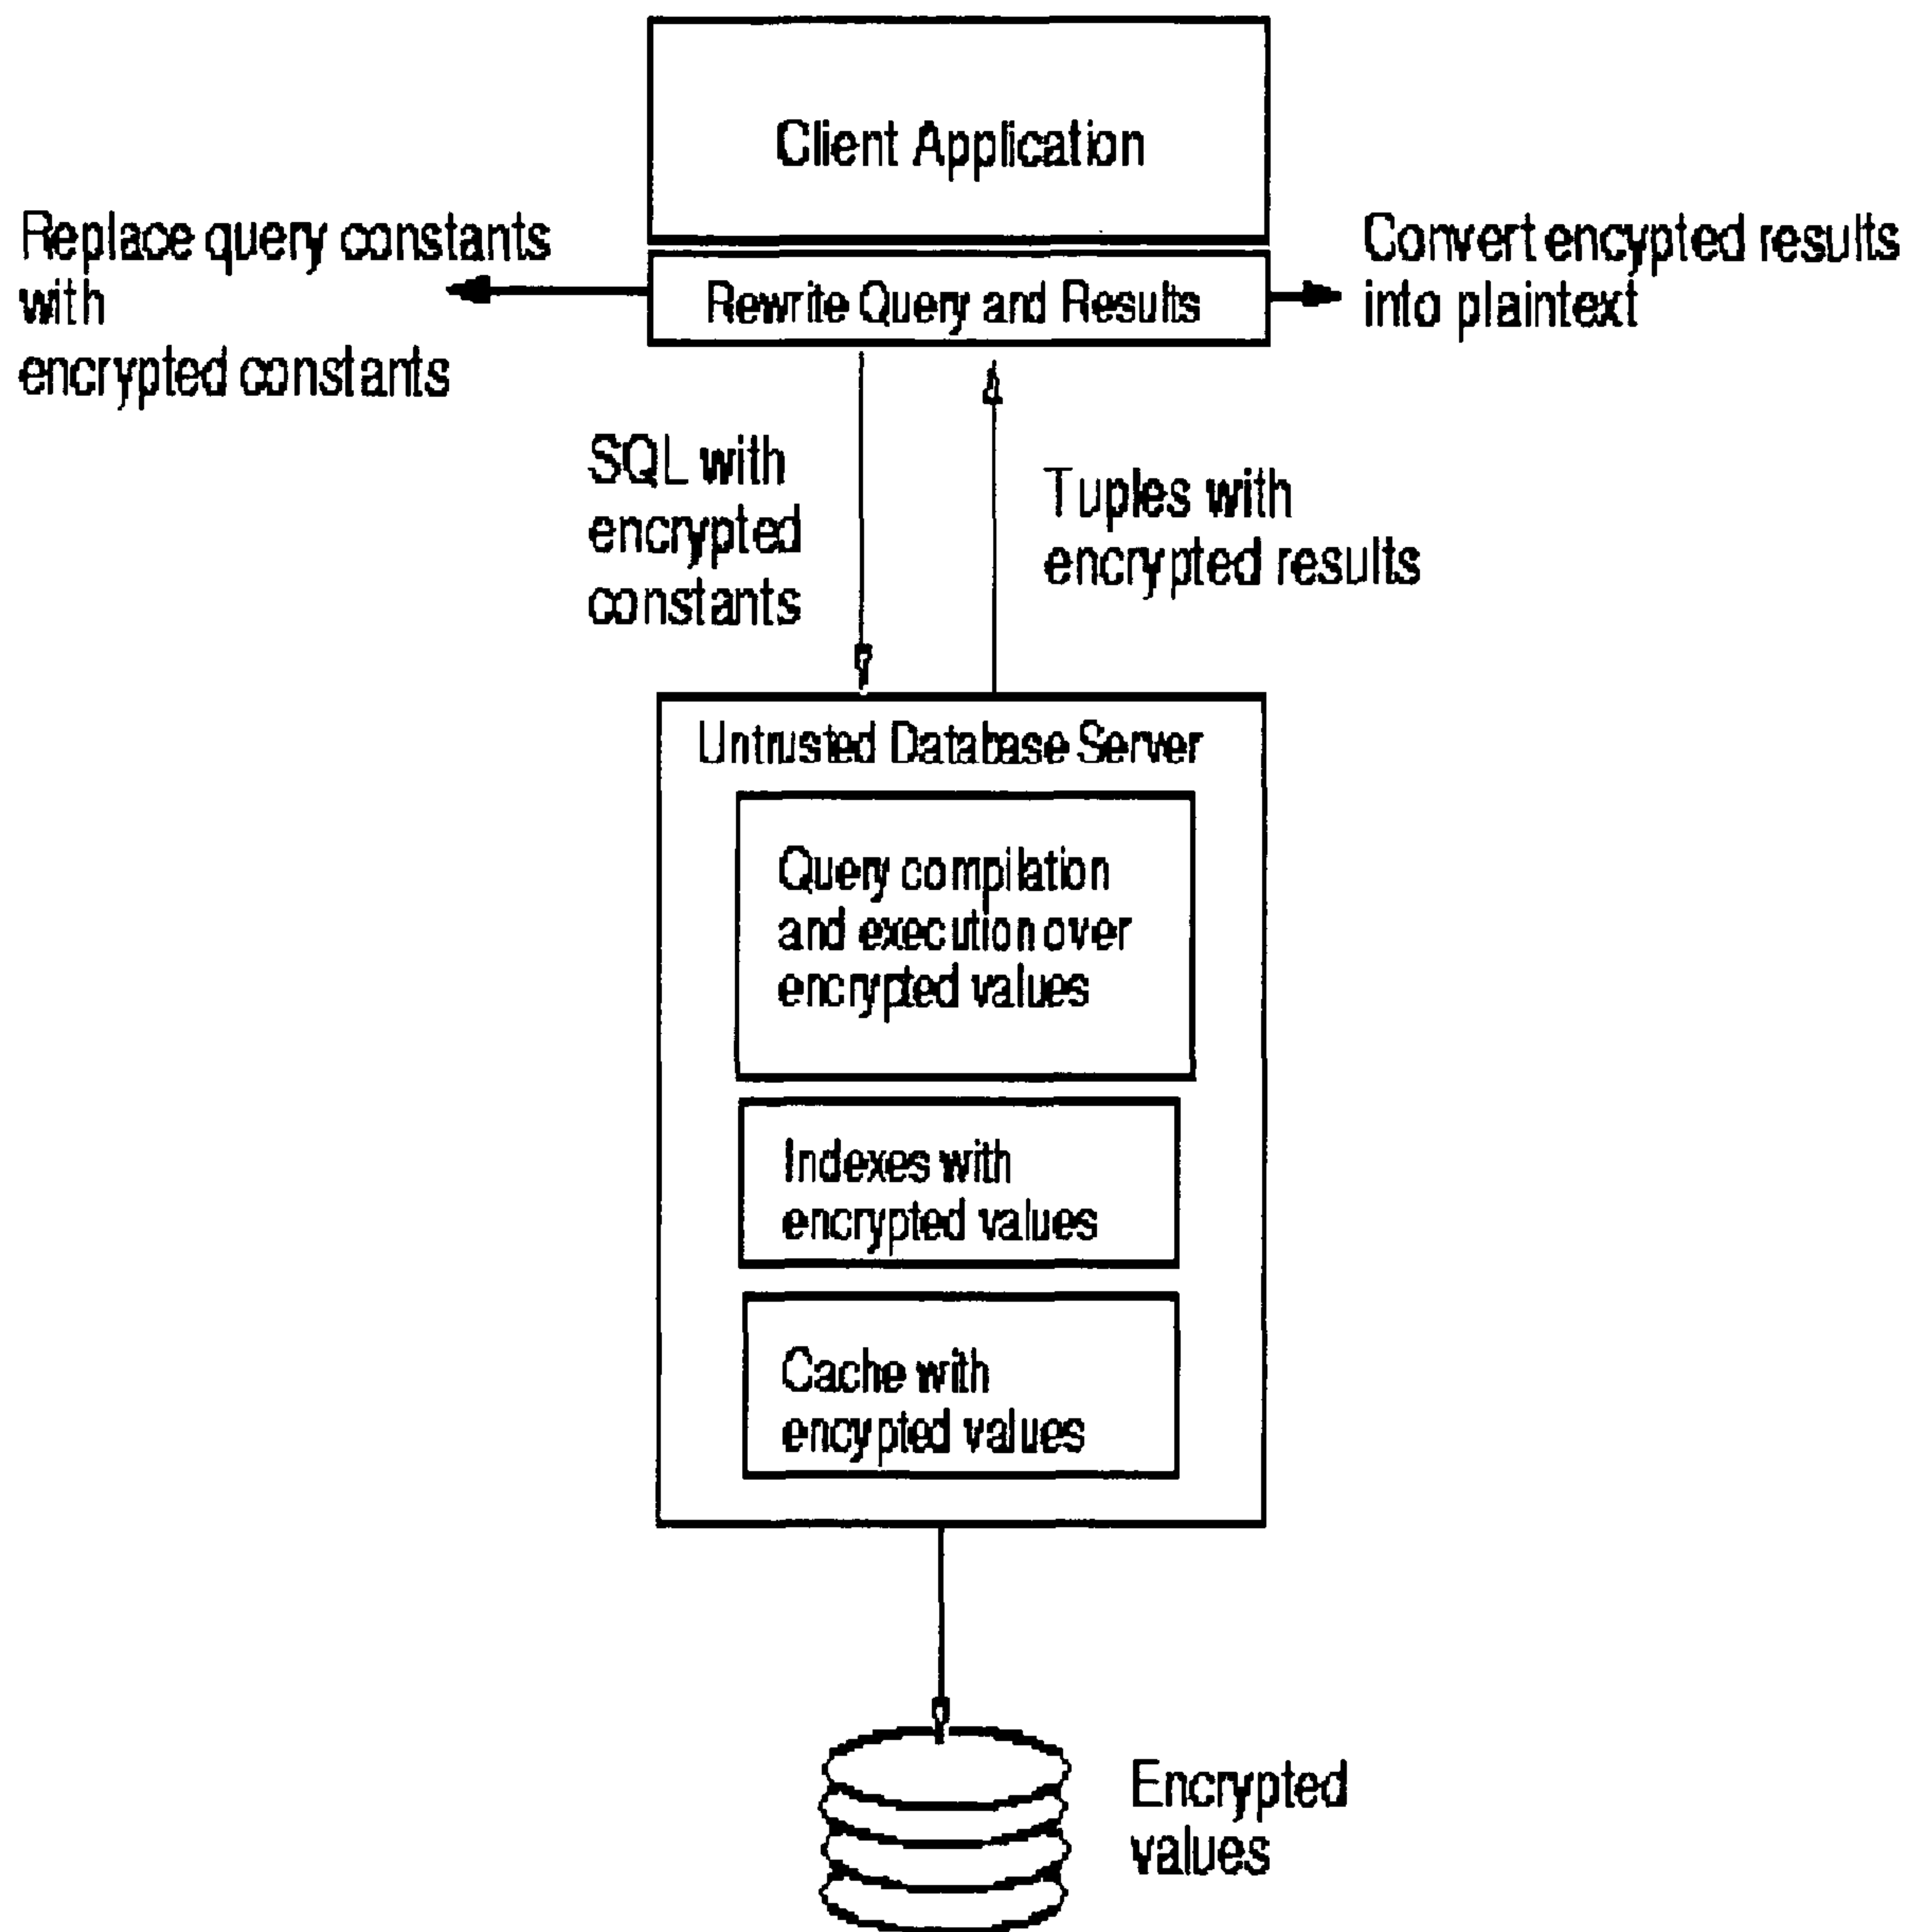 Client Application
Replace query constants
with
encrypted constants
Rewrite Query and Results
Convert encrypted results
into plaintext
SQL with
encrypted
constants
Tuples with
encrypted results
Untrusted Database Server
Query compilation
and execution over
encrypted values
Indexes with
encrypted values
Cache with
encypted values
Encrypted
values